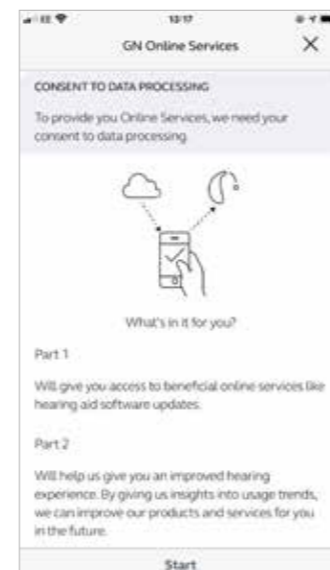 EE 13:17
GN Online Services
CONSENT TO DATA PROCESSING
To provide you Online Services, we need your
consent to data processing.
What's in it for you?
Part 1
Will give you access to beneficial online services like
hearing aid software updates.
Part 2
Will help us give you an improved hearing
experience. By giving us insights into usage trends,
we can improve our products and services for you
in the future.
Start